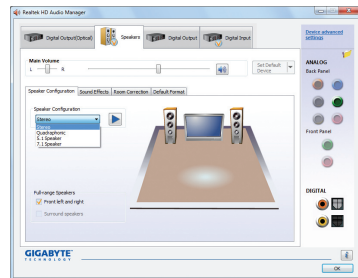 Realtek HD Audio Manager
Digital Output(Optical)
Speakers
Digital Output
Digital Input
Device advanced settings
Main Volume
L
R
Set Default Device
ANALOG
Back Panel
Speaker Configuration
Sound Effects
Room Correction
Default Format
Speaker Configuration
Stereo
Stereo
Quadraphonic
5.1 Speaker
7.1 Speaker
Front Panel
Full-range Speakers
Front left and right
Surround speakers
DIGITAL
GIGABYTE
TECHNOLOGY
OK